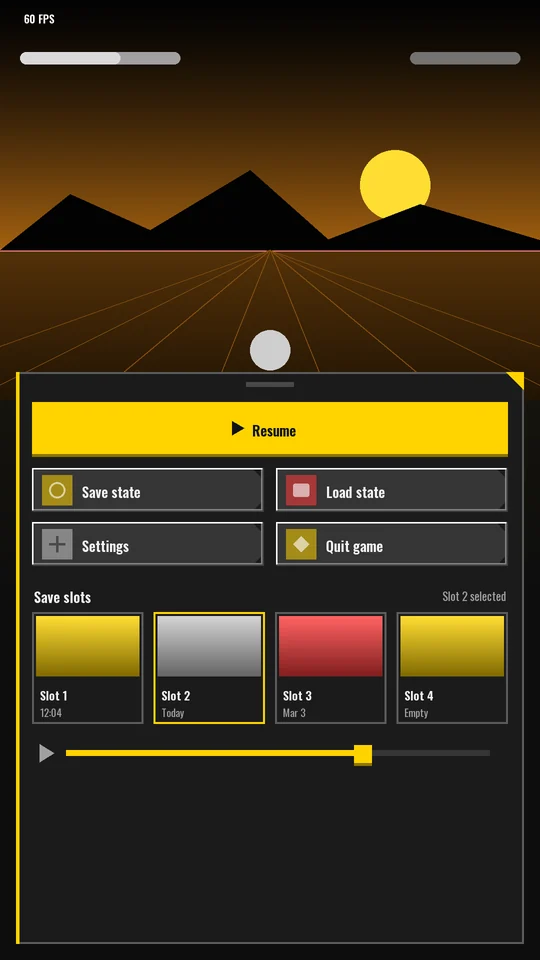 60 FPS
Resume
Save state
Load state
Settings
Quit game
Save slots
Slot 2 selected
Slot 1
12:04
Slot 2
Today
Slot 3
Mar 3
Slot 4
Empty